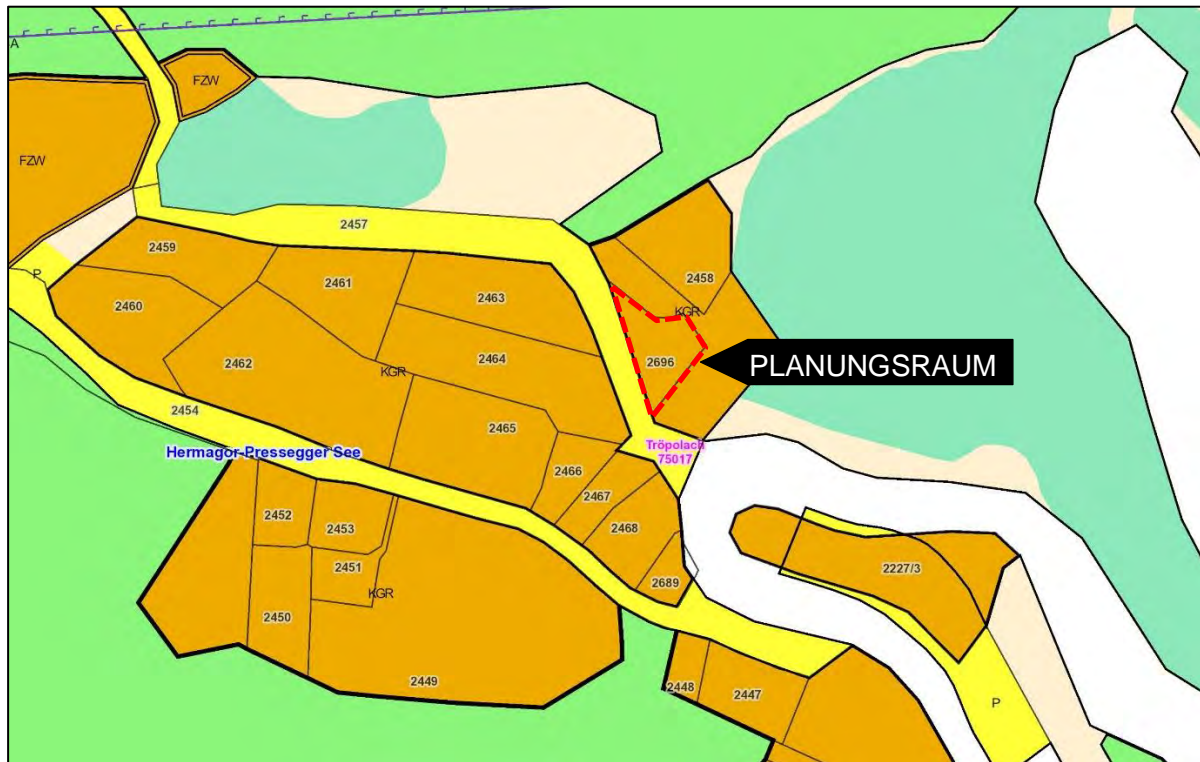 A
FZW
FZW
2457
2459
2458
2461
P
2463
KGR
2460
2464
2462
2696
PLANUNGSRAUM
KGR
2454
2465
Tröpolach
75017
Hermagor-Pressegger See
2466
2467
2452
2453
2468
2451
2689
2227/3
KGR
2450
2449
2448
2447
P